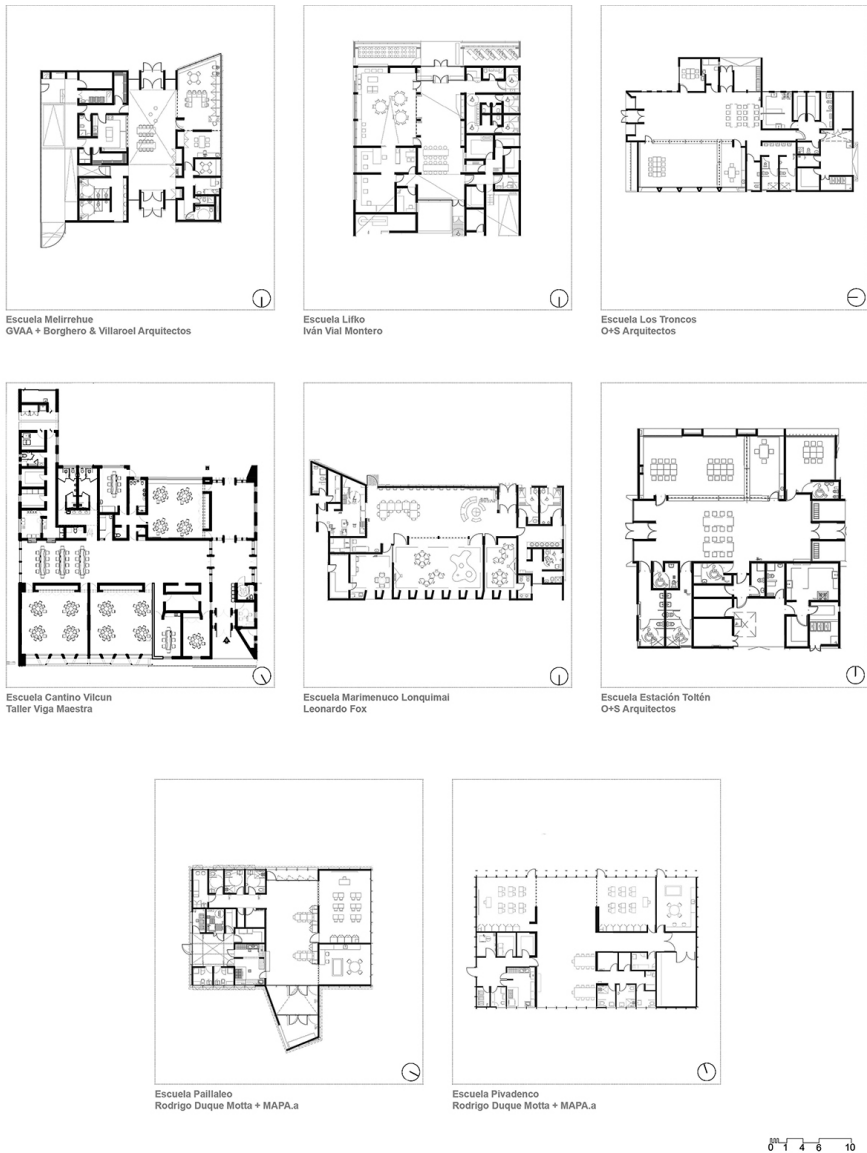 Escuela Melirrehue
GVAA + Borghero & Villaroel Arquitectos
Escuela Lifko
Iván Vial Montero
Escuela Los Troncos
O+S Arquitectos
Escuela Cantino Vilcun
Taller Viga Maestra
Escuela Marimenuco Lonquimai
Leonardo Fox
Escuela Estación Toltén
O+S Arquitectos
Escuela Paillaleo
Rodrigo Duque Motta + MAPA.a
Escuela Pivadenco
Rodrigo Duque Motta + MAPA.a
0 1 4 6 10